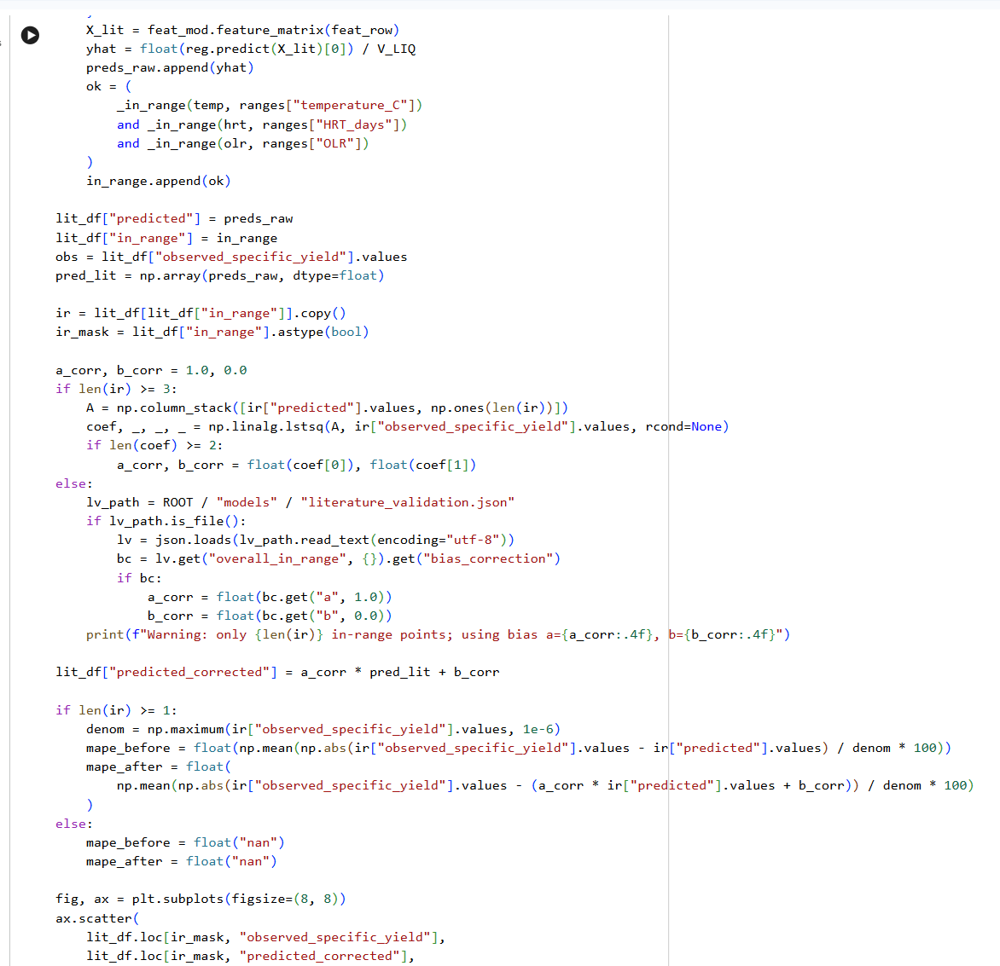 X_lit = feat_mod.feature_matrix(feat_row)
    yhat = float(reg.predict(X_lit)[0]) / V_LIQ
    preds_raw.append(yhat)
    ok = (
        _in_range(temp, ranges["temperature_C"])
        and _in_range(hrt, ranges["HRT_days"])
        and _in_range(olr, ranges["OLR"])
    )
    in_range.append(ok)

lit_df["predicted"] = preds_raw
lit_df["in_range"] = in_range
obs = lit_df["observed_specific_yield"].values
pred_lit = np.array(preds_raw, dtype=float)

ir = lit_df[lit_df["in_range"]].copy()
ir_mask = lit_df["in_range"].astype(bool)

a_corr, b_corr = 1.0, 0.0
if len(ir) >= 3:
    A = np.column_stack([ir["predicted"].values, np.ones(len(ir))])
    coef, _, _, _ = np.linalg.lstsq(A, ir["observed_specific_yield"].values, rcond=None)
    if len(coef) >= 2:
        a_corr, b_corr = float(coef[0]), float(coef[1])
else:
    lv_path = ROOT / "models" / "literature_validation.json"
    if lv_path.is_file():
        lv = json.loads(lv_path.read_text(encoding="utf-8"))
        bc = lv.get("overall_in_range", {}).get("bias_correction")
        if bc:
            a_corr = float(bc.get("a", 1.0))
            b_corr = float(bc.get("b", 0.0))
    print(f"Warning: only {len(ir)} in-range points; using bias a={a_corr:.4f}, b={b_corr:.4f}")

lit_df["predicted_corrected"] = a_corr * pred_lit + b_corr

if len(ir) >= 1:
    denom = np.maximum(ir["observed_specific_yield"].values, 1e-6)
    mape_before = float(np.mean(np.abs(ir["observed_specific_yield"].values - ir["predicted"].values) / denom * 100))
    mape_after = float(
        np.mean(np.abs(ir["observed_specific_yield"].values - (a_corr * ir["predicted"].values + b_corr)) / denom * 100)
    )
else:
    mape_before = float("nan")
    mape_after = float("nan")

fig, ax = plt.subplots(figsize=(8, 8))
ax.scatter(
    lit_df.loc[ir_mask, "observed_specific_yield"],
    lit_df.loc[ir_mask, "predicted_corrected"],